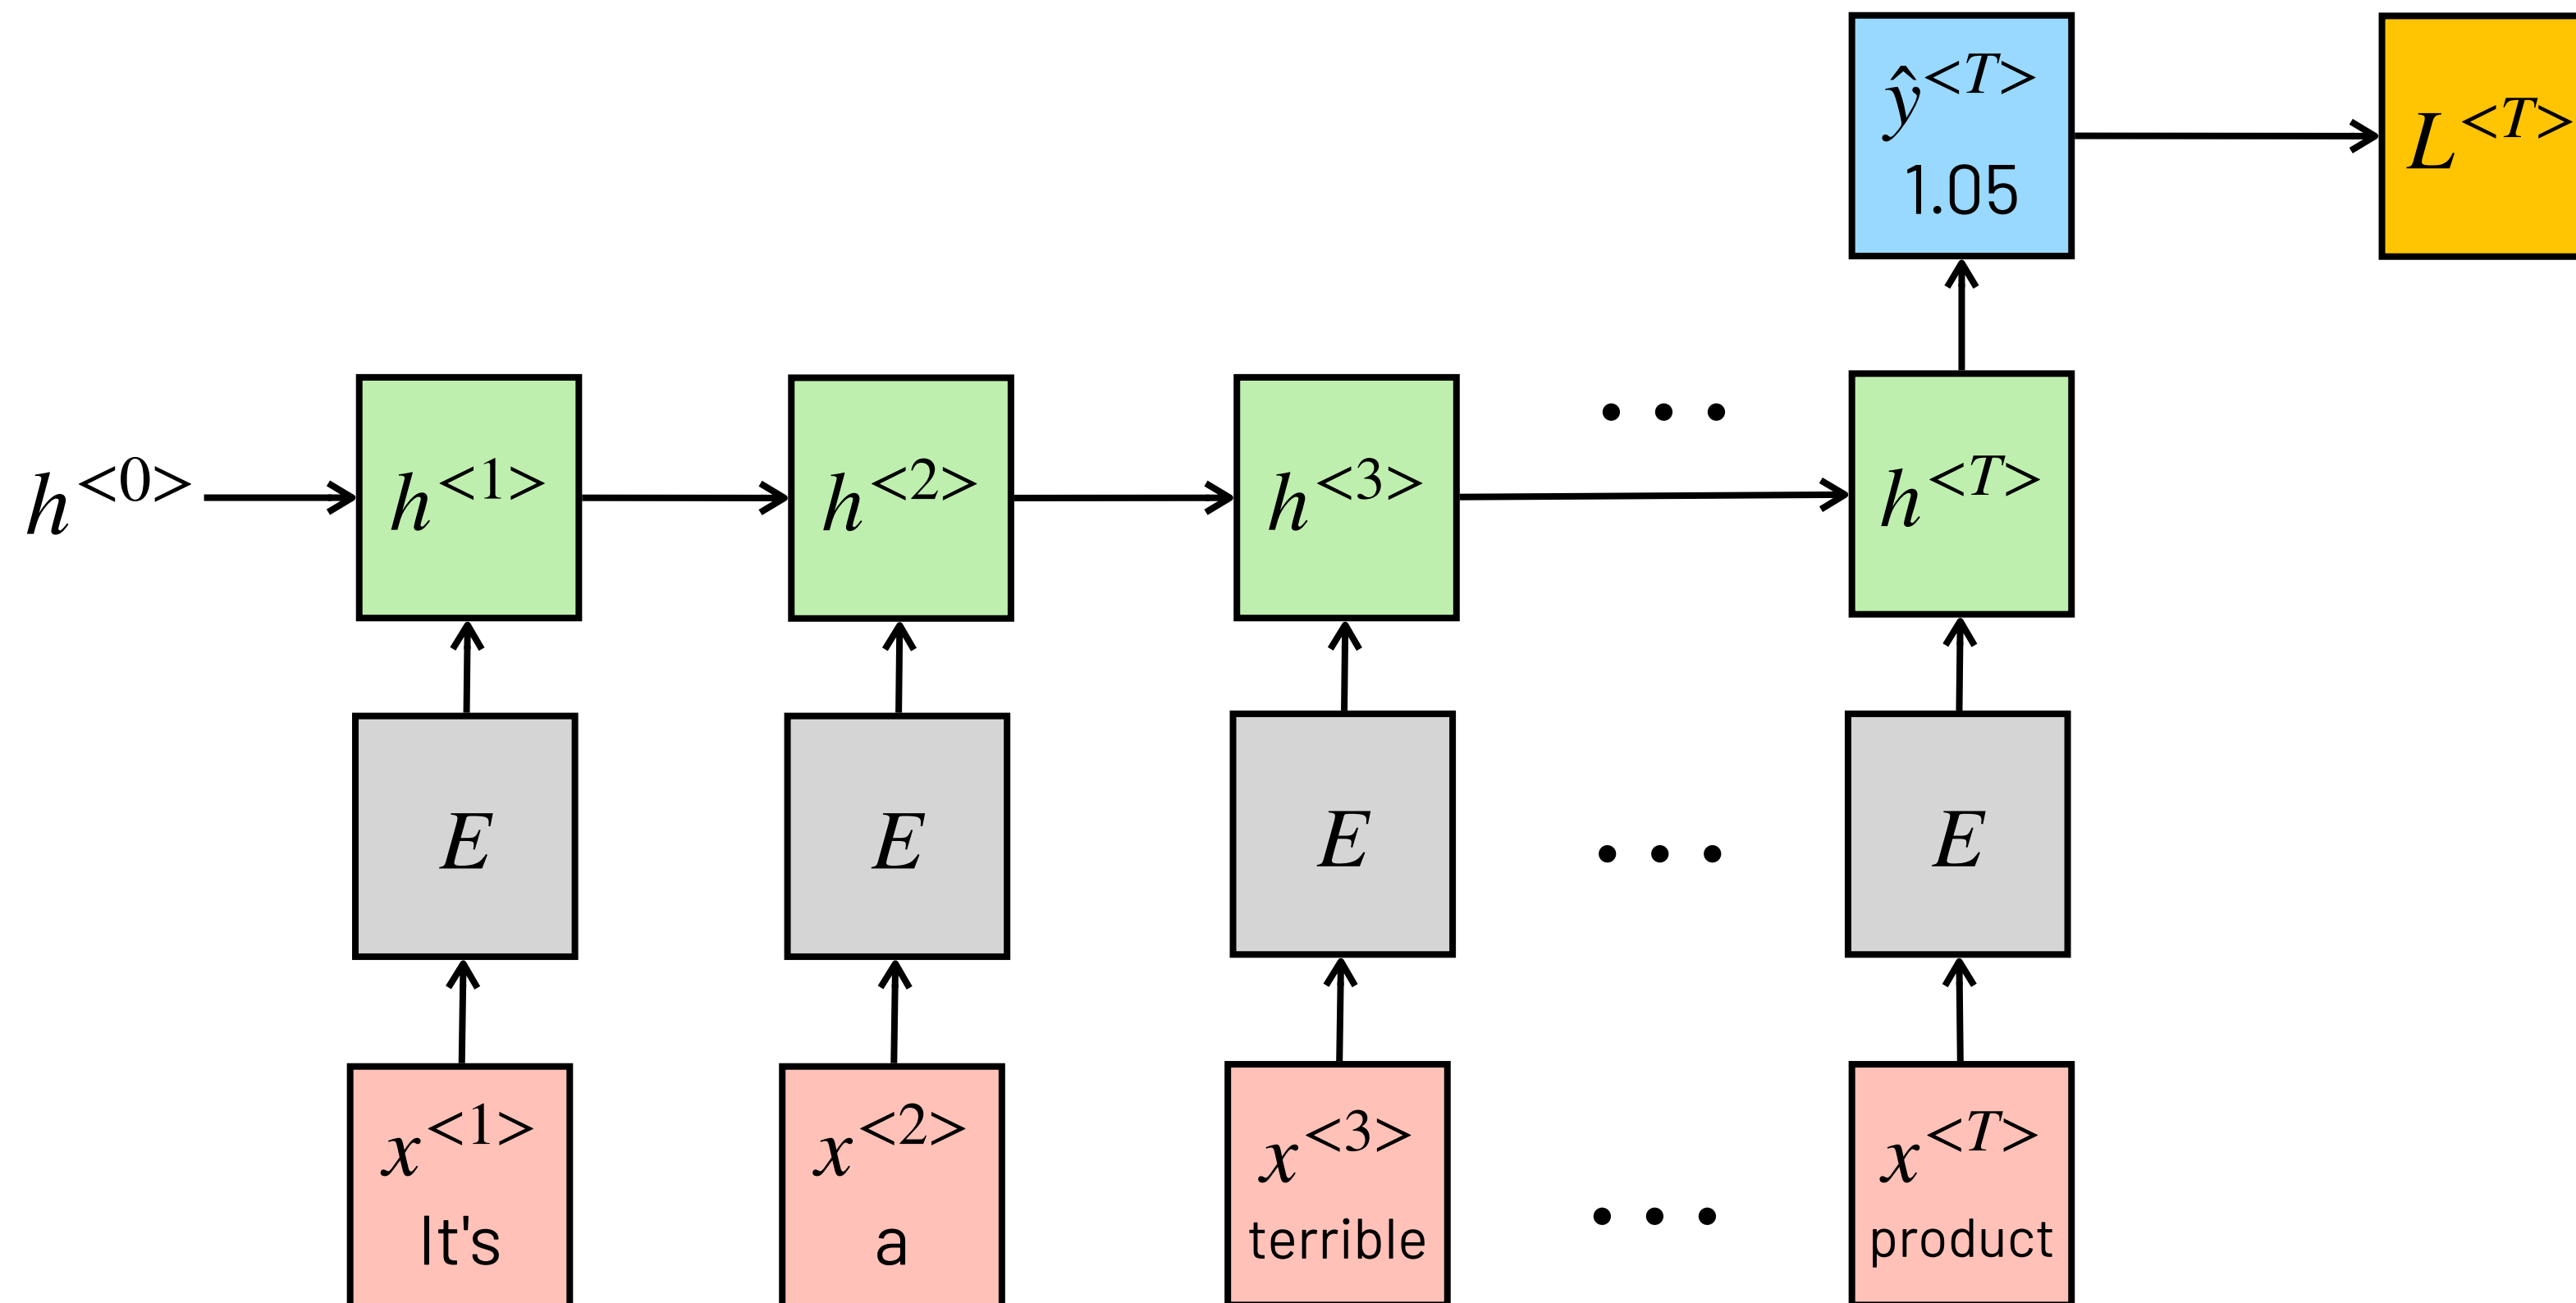 ŷ<T>
1.05
L<T>
h<0>
h<1>
h<2>
h<3>
. . .
h<T>
E
E
E
. . .
E
x<1>
It's
x<2>
a
x<3>
terrible
. . .
x<T>
product